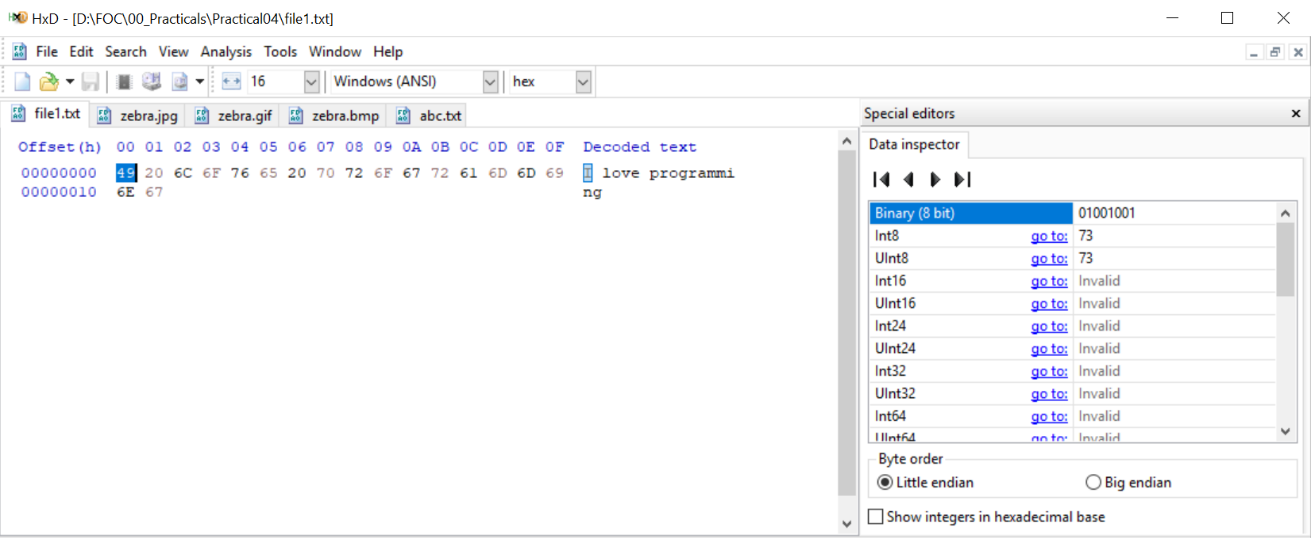 HxD - [D:\FOC\00_Practicals\Practical04\file1.txt]
File Edit Search View Analysis Tools Window Help
16 Windows (ANSI) hex
file1.txt zebra.jpg zebra.gif zebra.bmp abc.txt
Offset(h) 00 01 02 03 04 05 06 07 08 09 0A 0B 0C 0D 0E 0F Decoded text
00000000 49 20 6C 6F 76 65 20 70 72 6F 67 72 61 6D 6D 69 I love programmi
00000010 6E 67 ng
Special editors
Data inspector
Binary (8 bit) 01001001
Int8 go to: 73
UInt8 go to: 73
Int16 go to: Invalid
UInt16 go to: Invalid
Int24 go to: Invalid
UInt24 go to: Invalid
Int32 go to: Invalid
UInt32 go to: Invalid
Int64 go to: Invalid
UInt64 go to: Invalid
Byte order
Little endian Big endian
Show integers in hexadecimal base